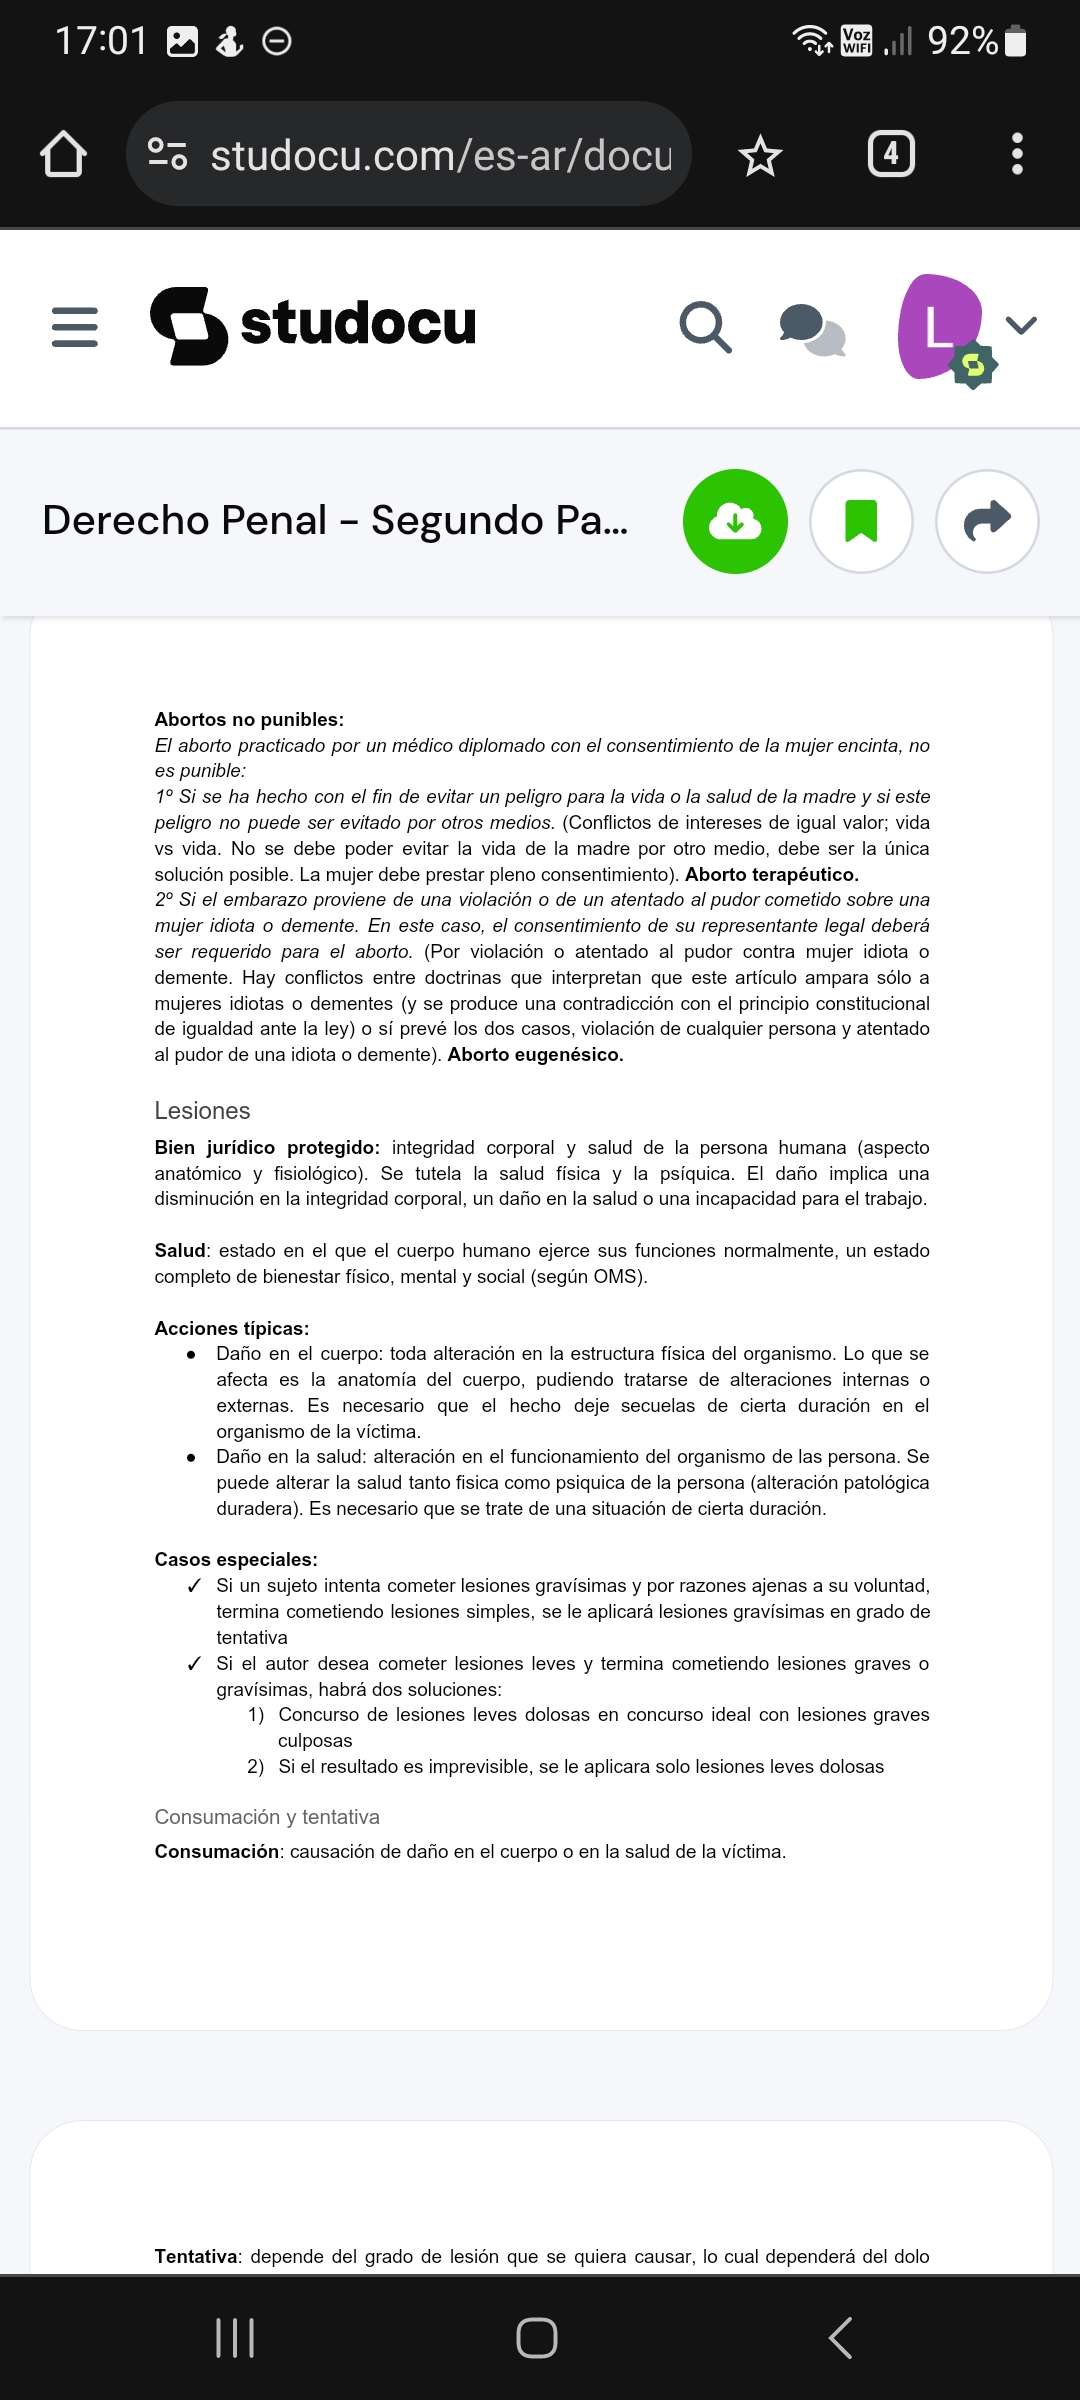 17:01
Voz
WIFI
92%
studocu.com/es-ar/docu
4
studocu
L
Derecho Penal - Segundo Pa...
Abortos no punibles:
El aborto practicado por un médico diplomado con el consentimiento de la mujer encinta, no
es punible:
1º Si se ha hecho con el fin de evitar un peligro para la vida o la salud de la madre y si este
peligro no puede ser evitado por otros medios. (Conflictos de intereses de igual valor; vida
vs vida. No se debe poder evitar la vida de la madre por otro medio, debe ser la única
solución posible. La mujer debe prestar pleno consentimiento). Aborto terapéutico.
2º Si el embarazo proviene de una violación o de un atentado al pudor cometido sobre una
mujer idiota o demente. En este caso, el consentimiento de su representante legal deberá
ser requerido para el aborto. (Por violación o atentado al pudor contra mujer idiota o
demente. Hay conflictos entre doctrinas que interpretan que este artículo ampara sólo a
mujeres idiotas o dementes (y se produce una contradicción con el principio constitucional
de igualdad ante la ley) o sí prevé los dos casos, violación de cualquier persona y atentado
al pudor de una idiota o demente). Aborto eugenésico.
Lesiones
Bien jurídico protegido: integridad corporal y salud de la persona humana (aspecto
anatómico y fisiológico). Se tutela la salud física y la psíquica. El daño implica una
disminución en la integridad corporal, un daño en la salud o una incapacidad para el trabajo.
Salud: estado en el que el cuerpo humano ejerce sus funciones normalmente, un estado
completo de bienestar físico, mental y social (según OMS).
Acciones típicas:
● Daño en el cuerpo: toda alteración en la estructura física del organismo. Lo que se
afecta es la anatomía del cuerpo, pudiendo tratarse de alteraciones internas o
externas. Es necesario que el hecho deje secuelas de cierta duración en el
organismo de la víctima.
● Daño en la salud: alteración en el funcionamiento del organismo de las persona. Se
puede alterar la salud tanto fisica como psiquica de la persona (alteración patológica
duradera). Es necesario que se trate de una situación de cierta duración.
Casos especiales:
✓ Si un sujeto intenta cometer lesiones gravísimas y por razones ajenas a su voluntad,
termina cometiendo lesiones simples, se le aplicará lesiones gravísimas en grado de
tentativa
✓ Si el autor desea cometer lesiones leves y termina cometiendo lesiones graves o
gravísimas, habrá dos soluciones:
1) Concurso de lesiones leves dolosas en concurso ideal con lesiones graves
culposas
2) Si el resultado es imprevisible, se le aplicara solo lesiones leves dolosas
Consumación y tentativa
Consumación: causación de daño en el cuerpo o en la salud de la víctima.
Tentativa: depende del grado de lesión que se quiera causar, lo cual dependerá del dolo